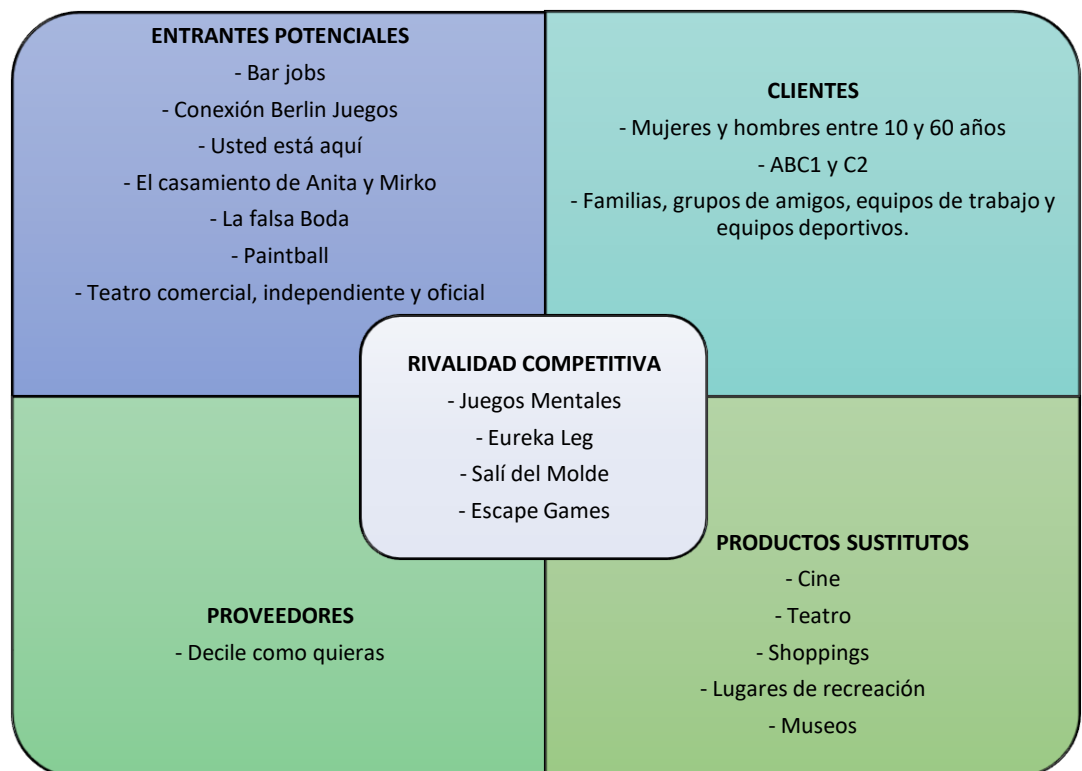 ENTRANTES POTENCIALES
- Bar jobs
- Conexión Berlin Juegos
- Usted está aquí
- El casamiento de Anita y Mirko
- La falsa Boda
- Paintball
- Teatro comercial, independiente y oficial
CLIENTES
- Mujeres y hombres entre 10 y 60 años
- ABC1 y C2
- Familias, grupos de amigos, equipos de trabajo y
equipos deportivos.
RIVALIDAD COMPETITIVA
- Juegos Mentales
- Eureka Leg
- Salí del Molde
- Escape Games
PROVEEDORES
- Decile como quieras
PRODUCTOS SUSTITUTOS
- Cine
- Teatro
- Shoppings
- Lugares de recreación
- Museos